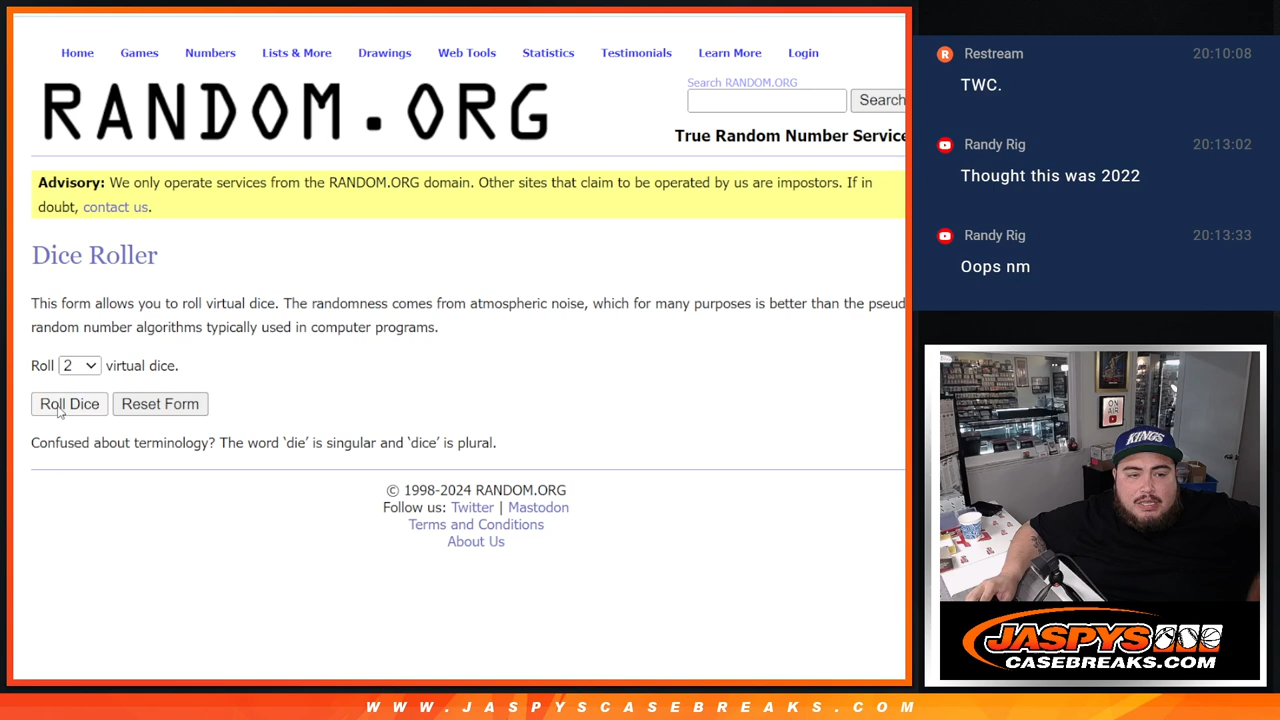 Home Games Numbers Lists & More Drawings Web Tools Statistics Testimonials Learn More Login
RANDOM.ORG
Search RANDOM.ORG
Search
True Random Number Service
Advisory: We only operate services from the RANDOM.ORG domain. Other sites that claim to be operated by us are impostors. If in
doubt, contact us.
Dice Roller
This form allows you to roll virtual dice. The randomness comes from atmospheric noise, which for many purposes is better than the pseud
random number algorithms typically used in computer programs.
Roll 2 virtual dice.
Roll Dice Reset Form
Confused about terminology? The word ‘die’ is singular and ‘dice’ is plural.
© 1998-2024 RANDOM.ORG
Follow us: Twitter | Mastodon
Terms and Conditions
About Us
R Restream 20:10:08
TWC.
Randy Rig 20:13:02
Thought this was 2022
Randy Rig 20:13:33
Oops nm
ON
AIR
KINGS
JASPYS
CASEBREAKS.COM
WWW.JASPYSCASEBREAKS.COM